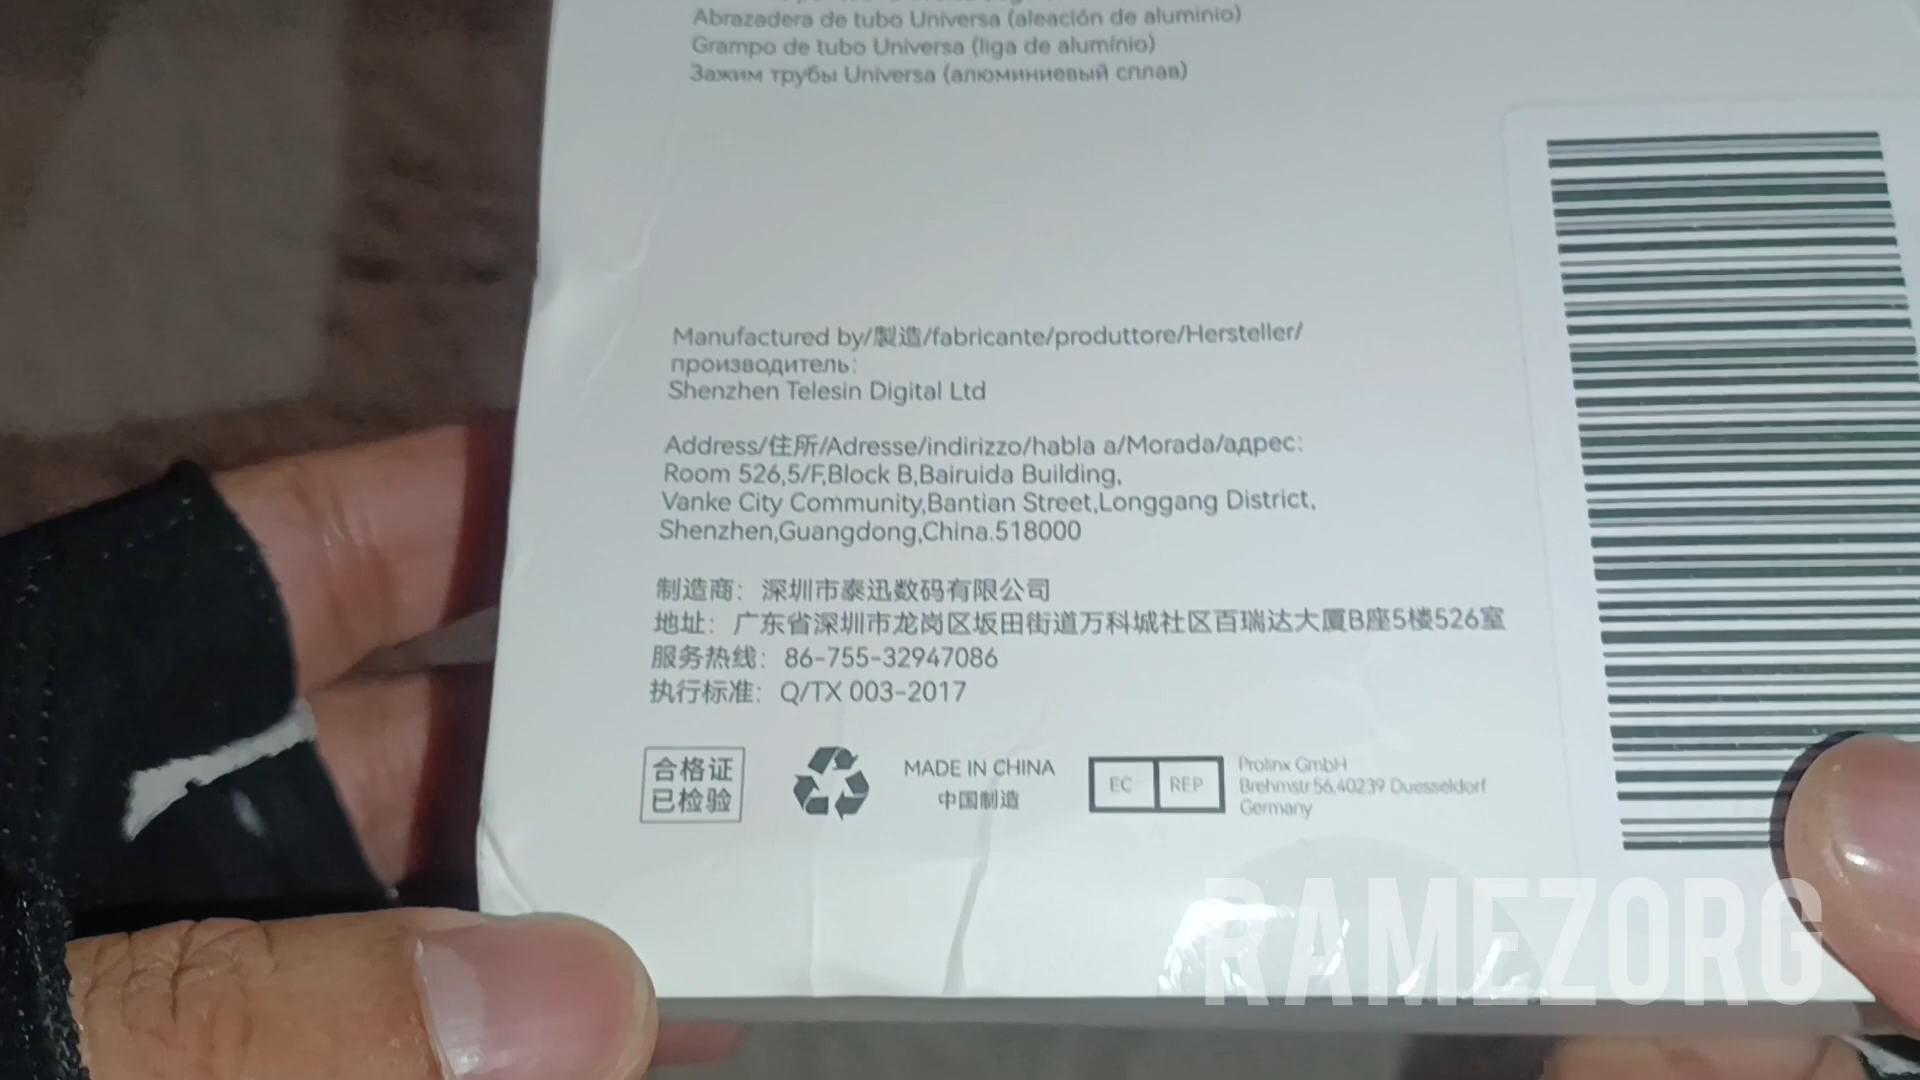 Abrazadera de tubo Universa (aleación de aluminio)
Grampo de tubo Universa (liga de alumínio)
Зажим трубы Universa (алюминиевый сплав)
Manufactured by/製造/fabricante/produttore/Hersteller/
производитель:
Shenzhen Telesin Digital Ltd
Address/住所/Adresse/indirizzo/habla a/Morada/адрес:
Room 526,5/F,Block B,Bairuida Building,
Vanke City Community,Bantian Street,Longgang District,
Shenzhen,Guangdong,China.518000
制造商：深圳市泰迅数码有限公司
地址：广东省深圳市龙岗区坂田街道万科城社区百瑞达大厦B座5楼526室
服务热线：86-755-32947086
执行标准：Q/TX 003-2017
合格证
已检验
MADE IN CHINA
中国制造
EC REP
Prolinx GmbH
Brehmstr.56,40239 Duesseldorf
Germany
RAMEZORG